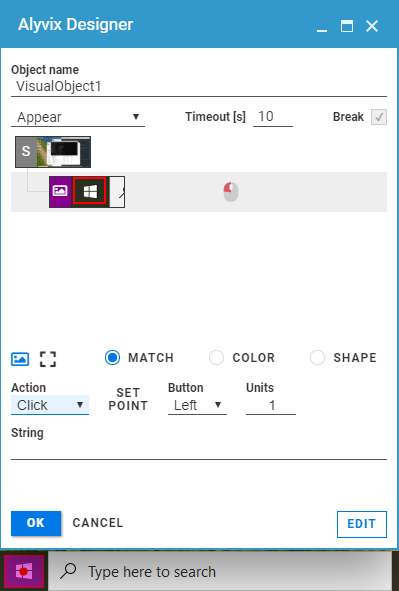 Alyvix Designer
Object name
VisualObject1
Appear Timeout [s] 10 Break
S
MATCH COLOR SHAPE
Action Button Units
Click SET POINT Left 1
String
OK CANCEL EDIT
Type here to search